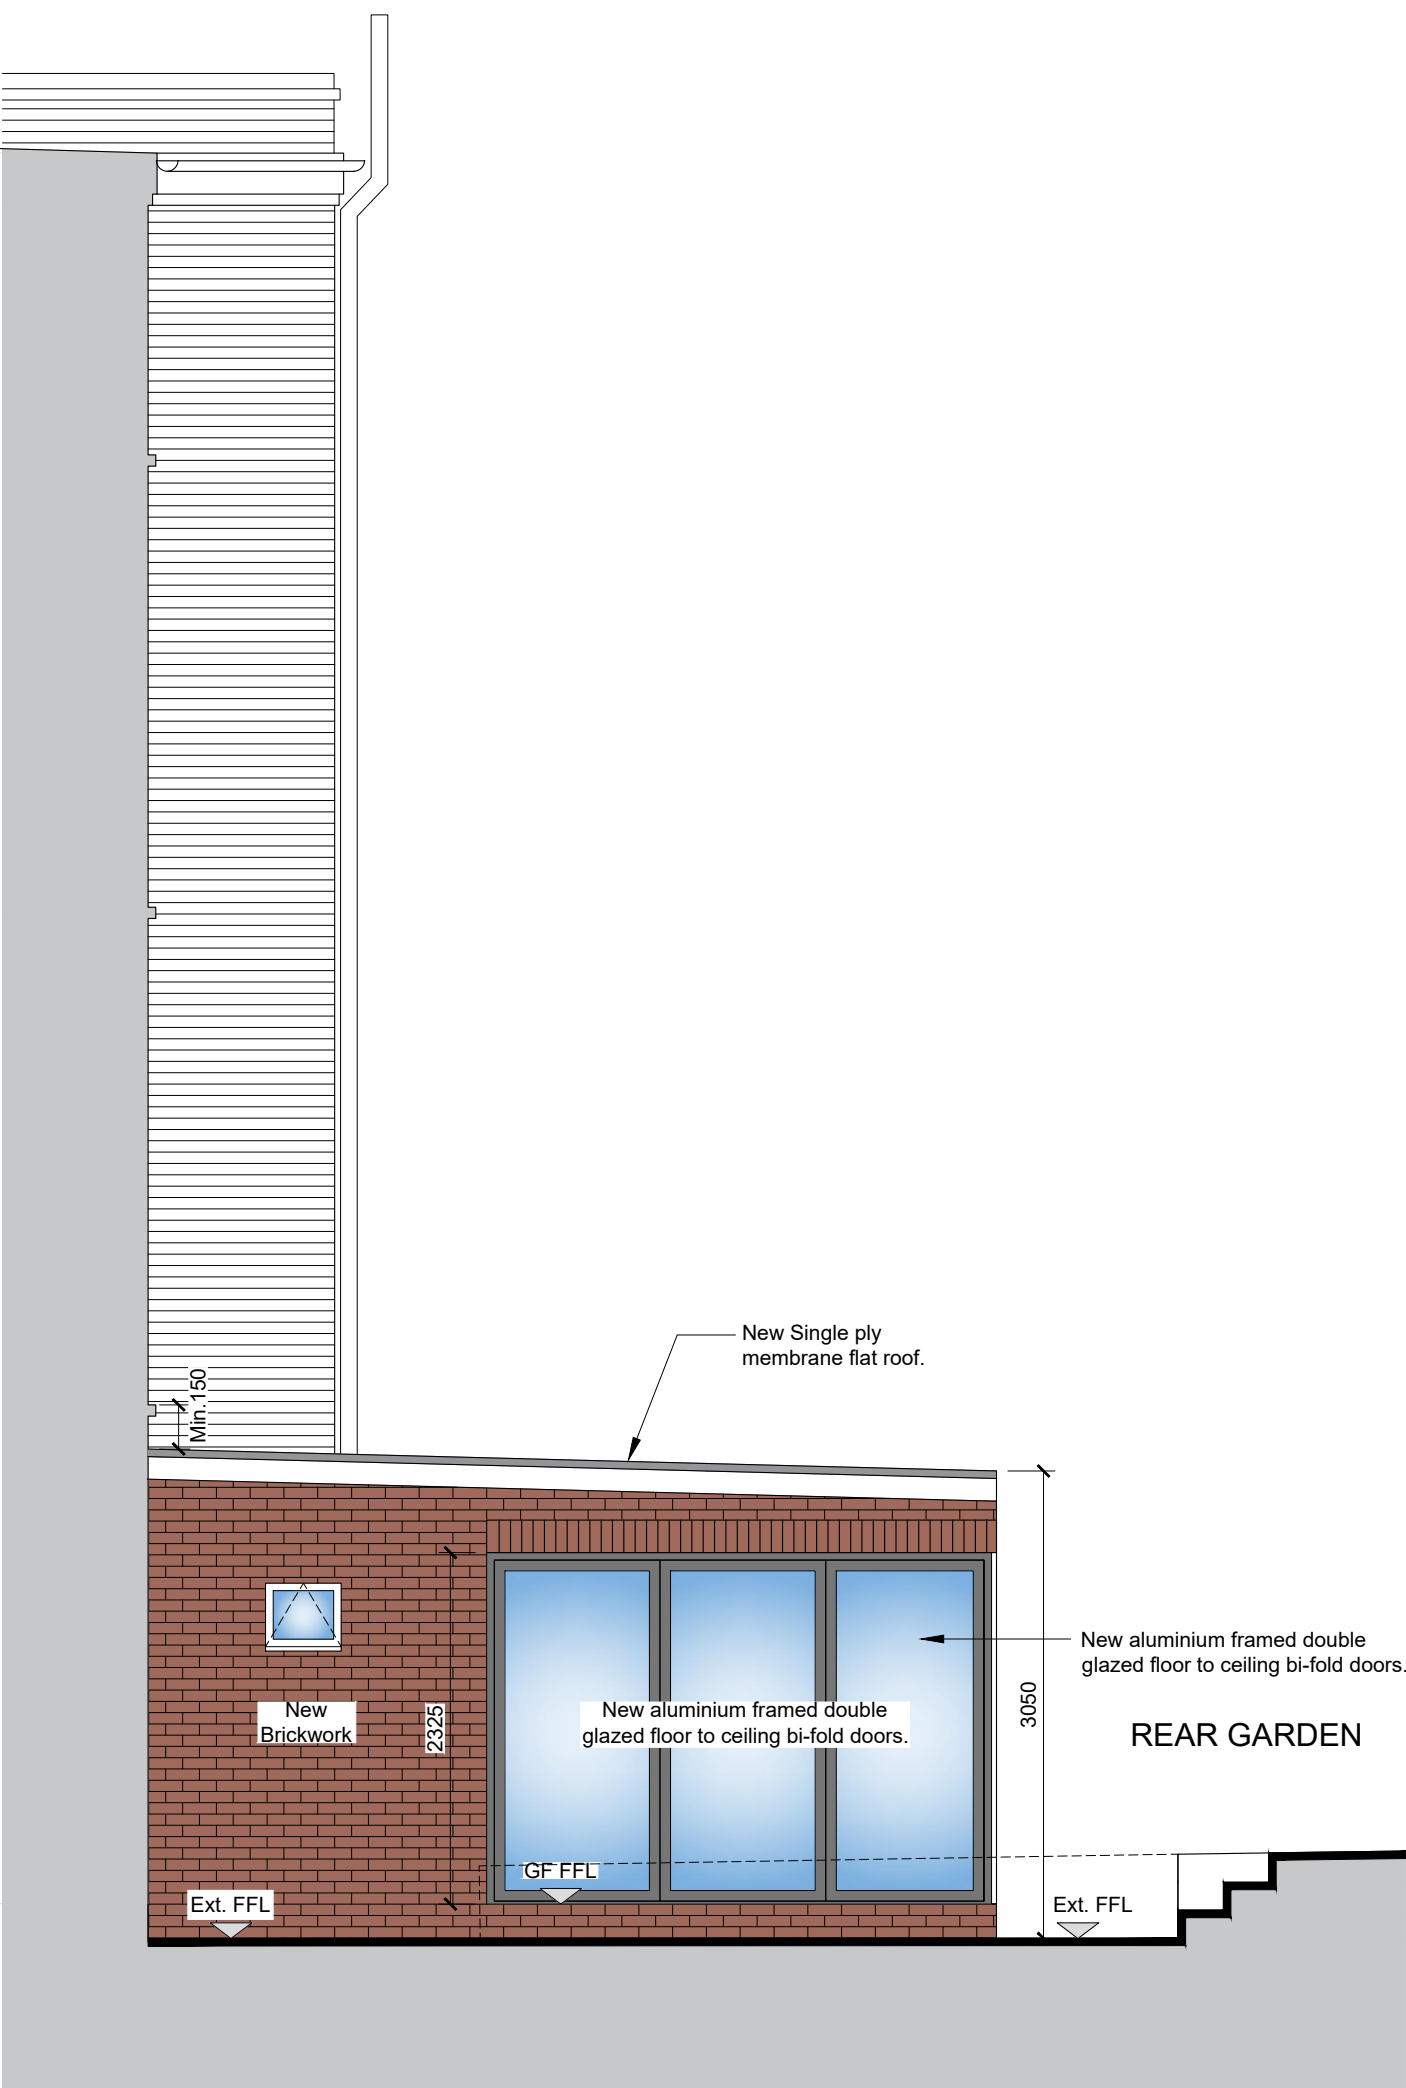 New Single ply
membrane flat roof.
Min.150
New aluminium framed double
glazed floor to ceiling bi-fold doors.
3050
REAR GARDEN
New
Brickwork
2325
New aluminium framed double
glazed floor to ceiling bi-fold doors.
GF FFL
Ext. FFL
Ext. FFL